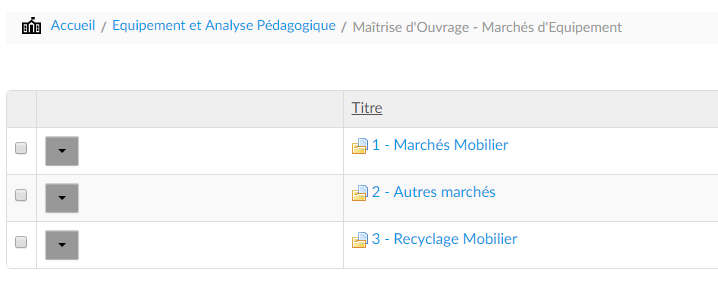 Accueil / Equipement et Analyse Pédagogique / Maîtrise d'Ouvrage - Marchés d'Equipement
Titre
1 - Marchés Mobilier
2 - Autres marchés
3 - Recyclage Mobilier